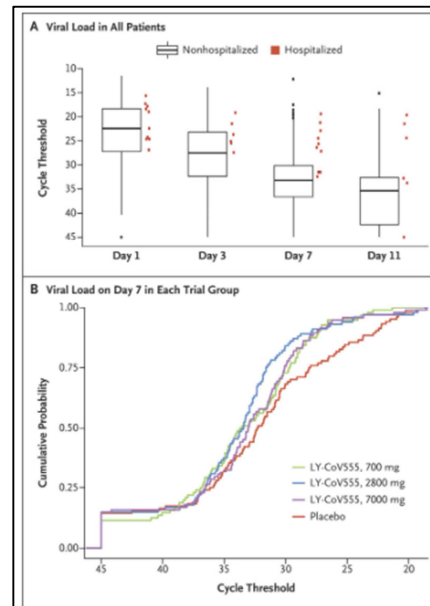 A Viral Load in All Patients
Nonhospitalized Hospitalized
Cycle Threshold
10
15
20
25
30
35
40
45
Day 1 Day 3 Day 7 Day 11
B Viral Load on Day 7 in Each Trial Group
Cumulative Probability
1.00
0.75
0.50
0.25
0.00
LY-CoV555, 700 mg
LY-CoV555, 2800 mg
LY-CoV555, 7000 mg
Placebo
45 40 35 30 25 20
Cycle Threshold